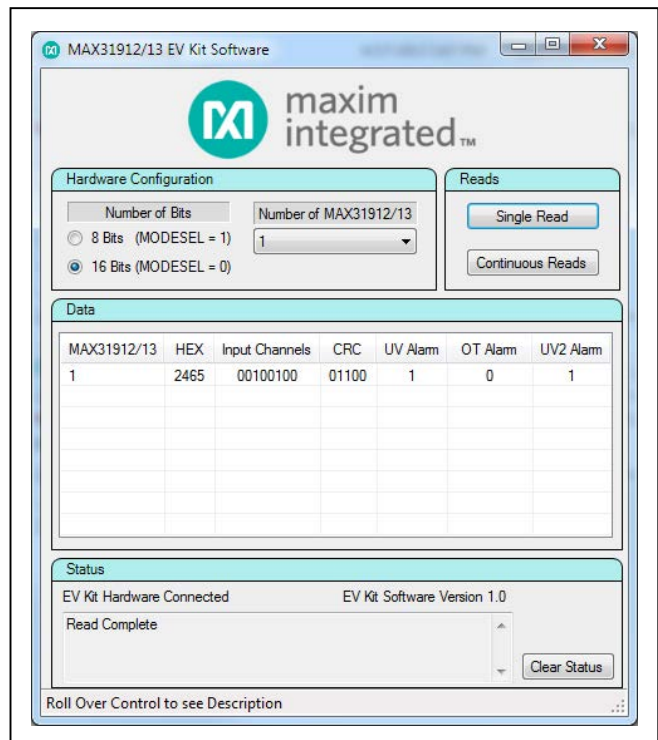 MAX31912/13 EV Kit Software
maxim
integrated™
Hardware Configuration
Number of Bits
8 Bits (MODESEL = 1)
16 Bits (MODESEL = 0)
Number of MAX31912/13
1
Reads
Single Read
Continuous Reads
Data
MAX31912/13 HEX Input Channels CRC UV Alarm OT Alarm UV2 Alarm
1 2465 00100100 01100 1 0 1
Status
EV Kit Hardware Connected EV Kit Software Version 1.0
Read Complete
Clear Status
Roll Over Control to see Description